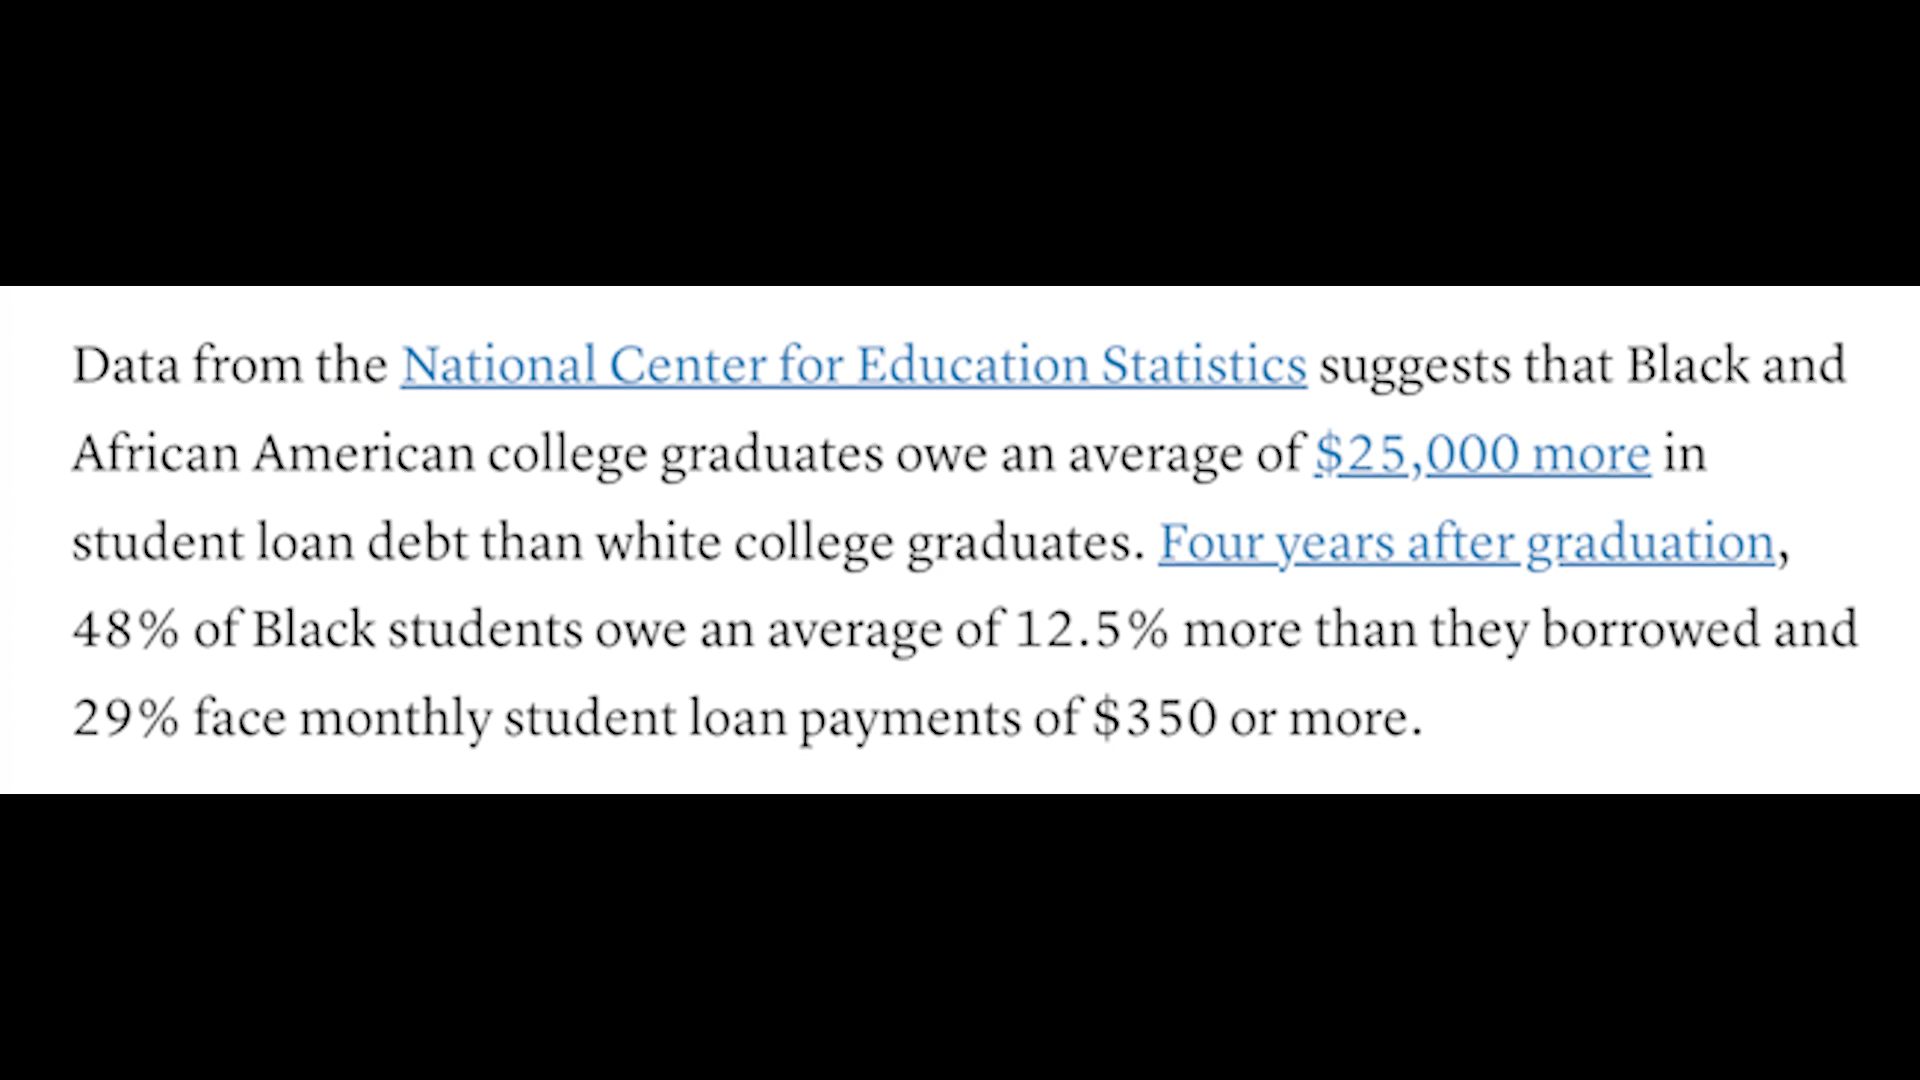 Data from the National Center for Education Statistics suggests that Black and
African American college graduates owe an average of $25,000 more in
student loan debt than white college graduates. Four years after graduation,
48% of Black students owe an average of 12.5% more than they borrowed and
29% face monthly student loan payments of $350 or more.